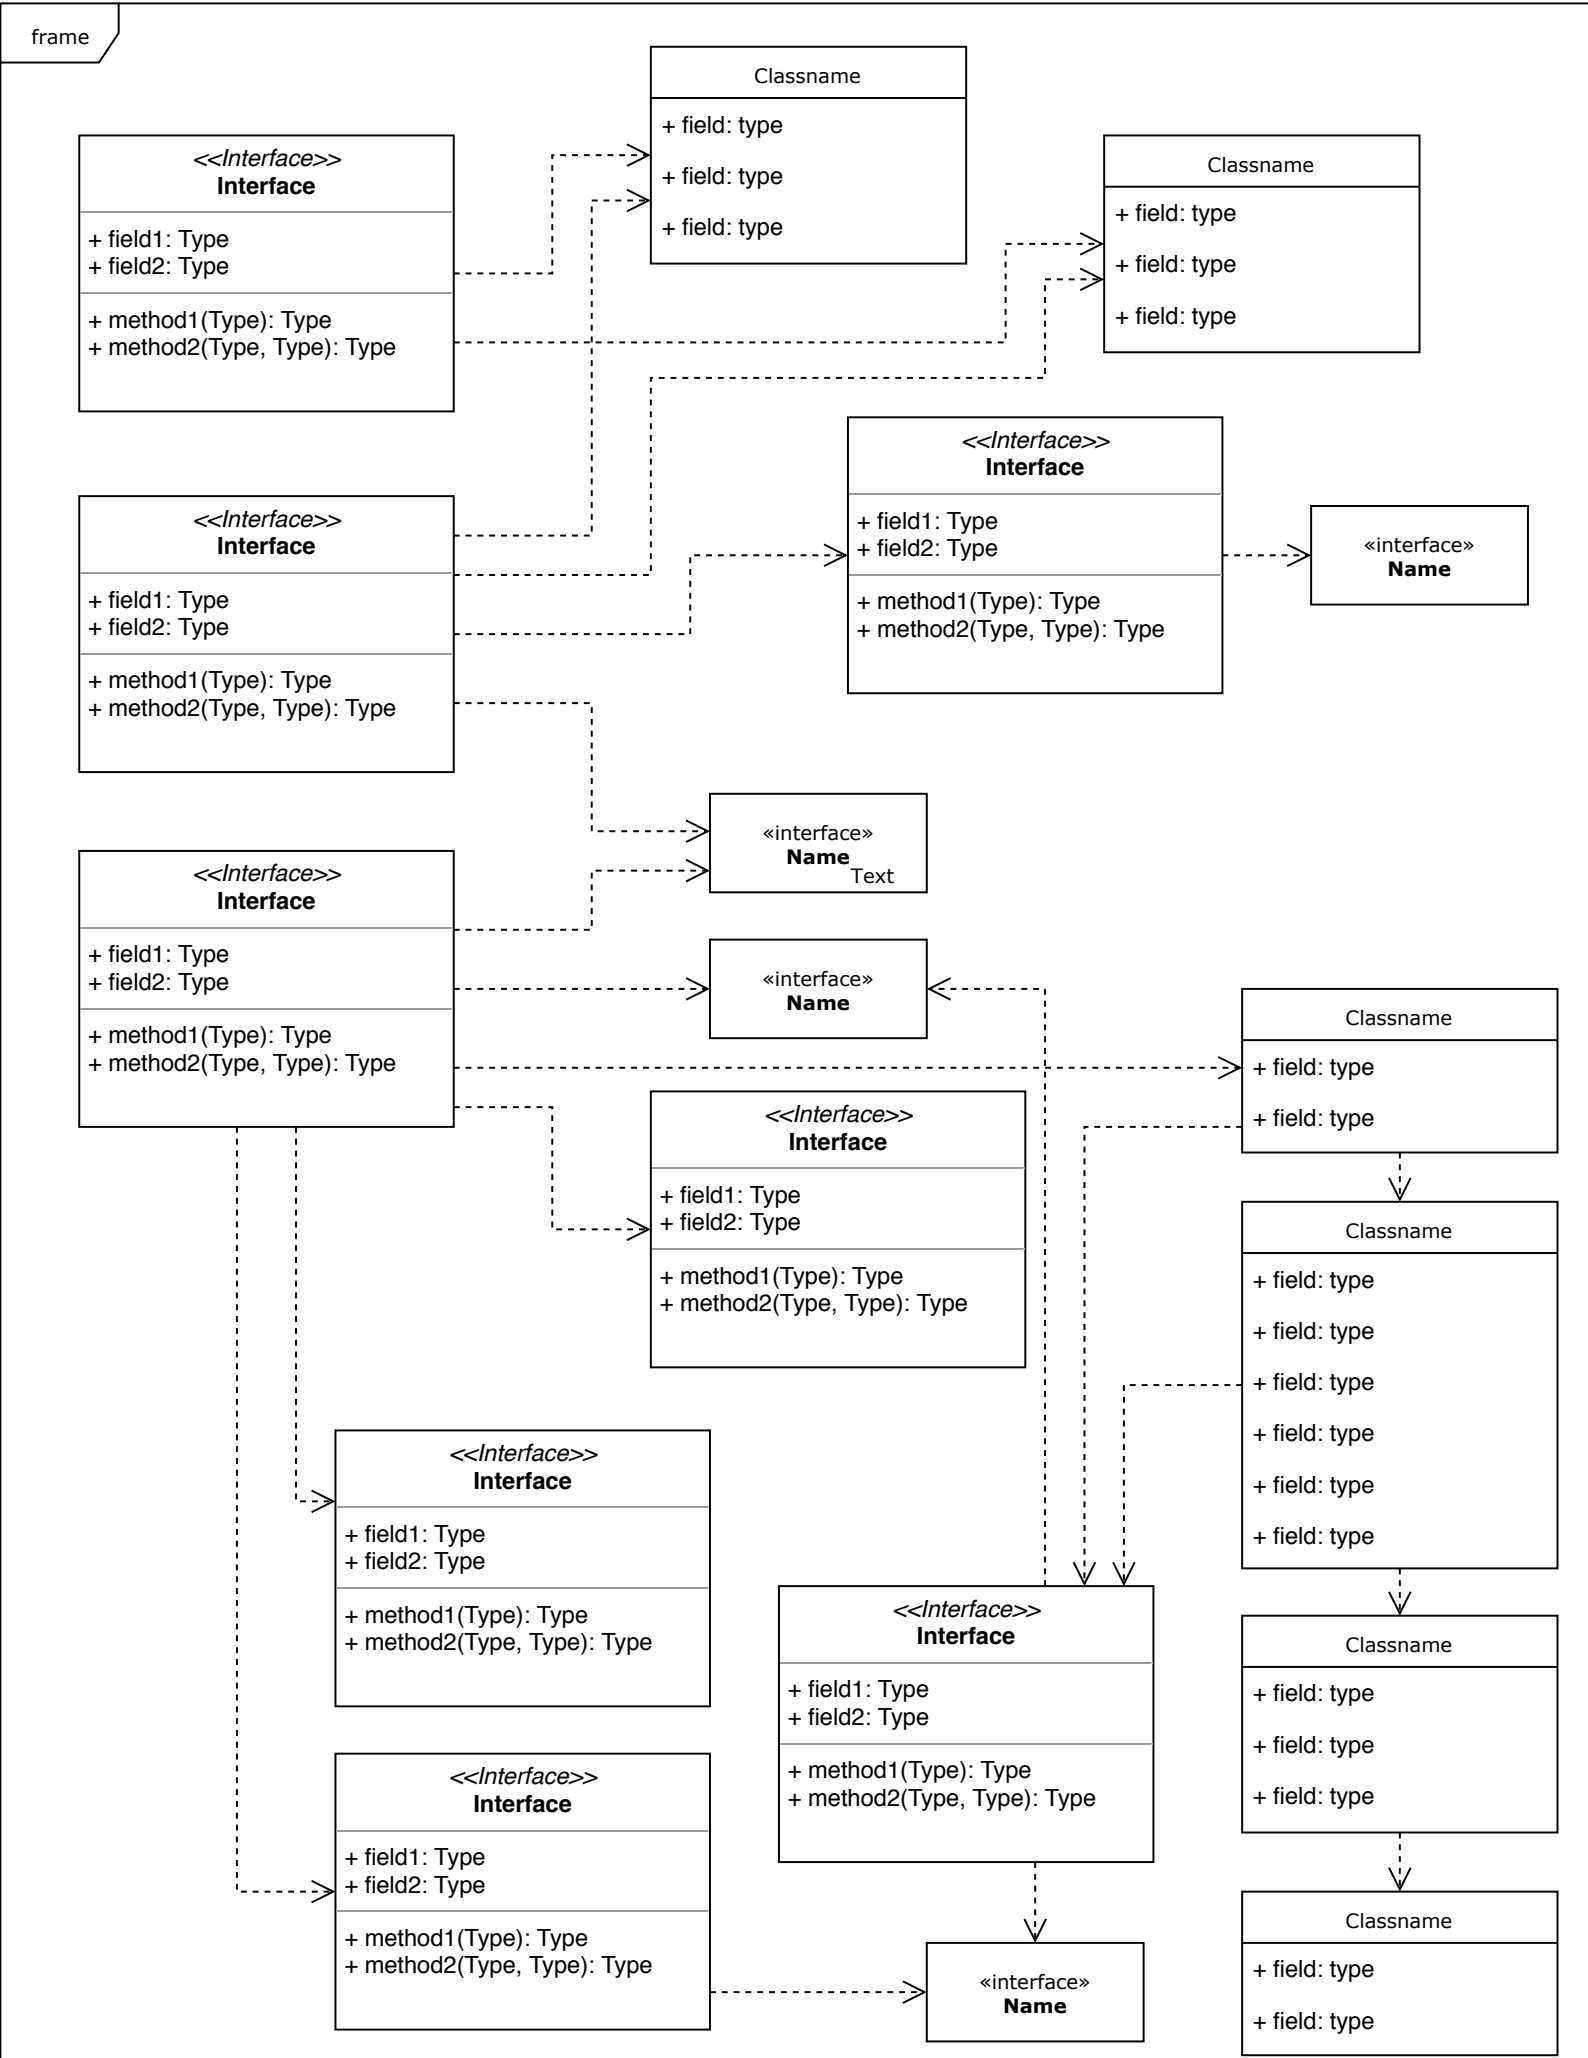 frame
Classname
+ field: type
+ field: type
+ field: type
<<Interface>>
Interface
+ field1: Type
+ field2: Type
+ method1(Type): Type
+ method2(Type, Type): Type
Classname
+ field: type
+ field: type
+ field: type
<<Interface>>
Interface
+ field1: Type
+ field2: Type
+ method1(Type): Type
+ method2(Type, Type): Type
<<Interface>>
Interface
+ field1: Type
+ field2: Type
+ method1(Type): Type
+ method2(Type, Type): Type
«interface»
Name
«interface»
Name
Text
<<Interface>>
Interface
+ field1: Type
+ field2: Type
+ method1(Type): Type
+ method2(Type, Type): Type
«interface»
Name
Classname
+ field: type
+ field: type
<<Interface>>
Interface
+ field1: Type
+ field2: Type
+ method1(Type): Type
+ method2(Type, Type): Type
Classname
+ field: type
+ field: type
+ field: type
+ field: type
+ field: type
+ field: type
<<Interface>>
Interface
+ field1: Type
+ field2: Type
+ method1(Type): Type
+ method2(Type, Type): Type
<<Interface>>
Interface
+ field1: Type
+ field2: Type
+ method1(Type): Type
+ method2(Type, Type): Type
Classname
+ field: type
+ field: type
+ field: type
<<Interface>>
Interface
+ field1: Type
+ field2: Type
+ method1(Type): Type
+ method2(Type, Type): Type
«interface»
Name
Classname
+ field: type
+ field: type